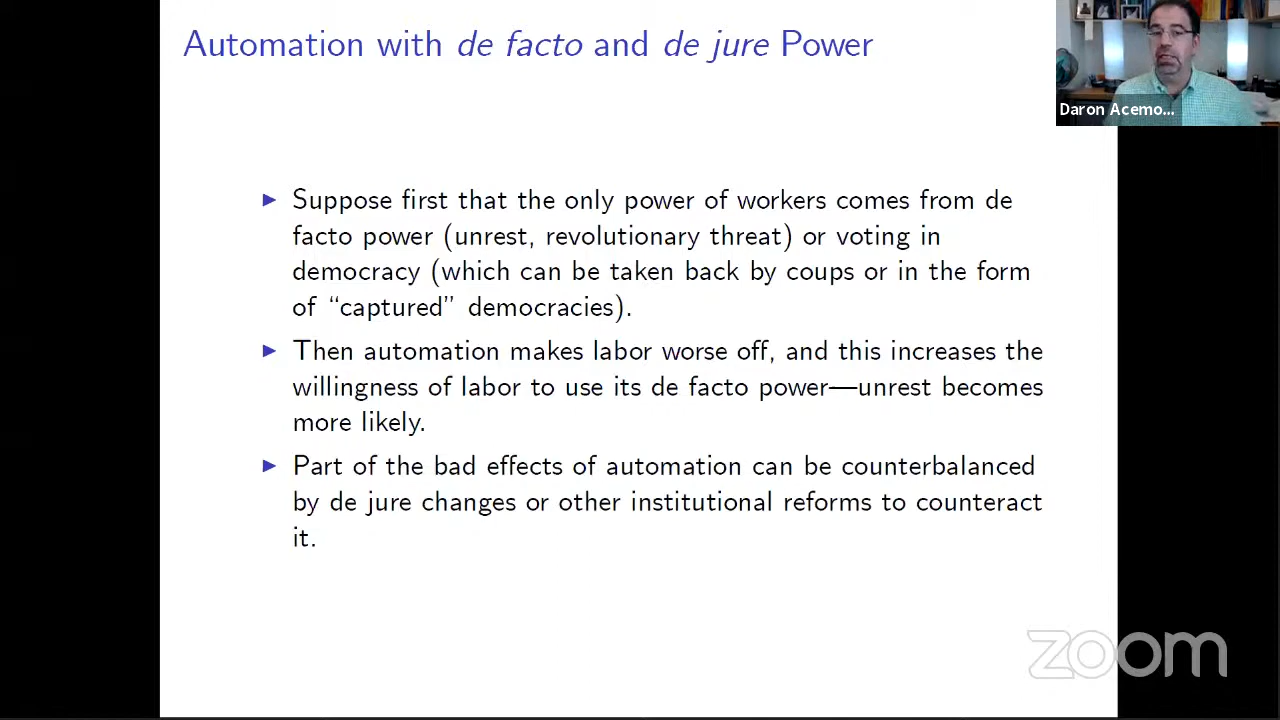 Automation with de facto and de jure Power
Daron Acemo...
▶ Suppose first that the only power of workers comes from de
facto power (unrest, revolutionary threat) or voting in
democracy (which can be taken back by coups or in the form
of “captured” democracies).
▶ Then automation makes labor worse off, and this increases the
willingness of labor to use its de facto power—unrest becomes
more likely.
▶ Part of the bad effects of automation can be counterbalanced
by de jure changes or other institutional reforms to counteract
it.
zoom